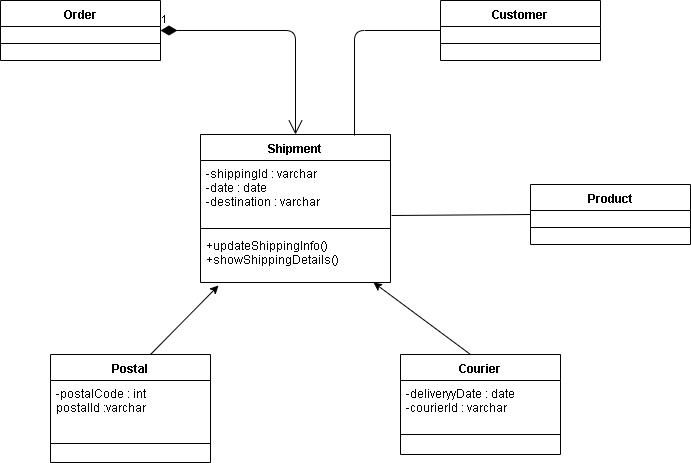 Order
1
Customer
Shipment
-shippingId : varchar
-date : date
-destination : varchar
+updateShippingInfo()
+showShippingDetails()
Product
Postal
-postalCode : int
postalId :varchar
Courier
-deliveryyDate : date
-courierId : varchar